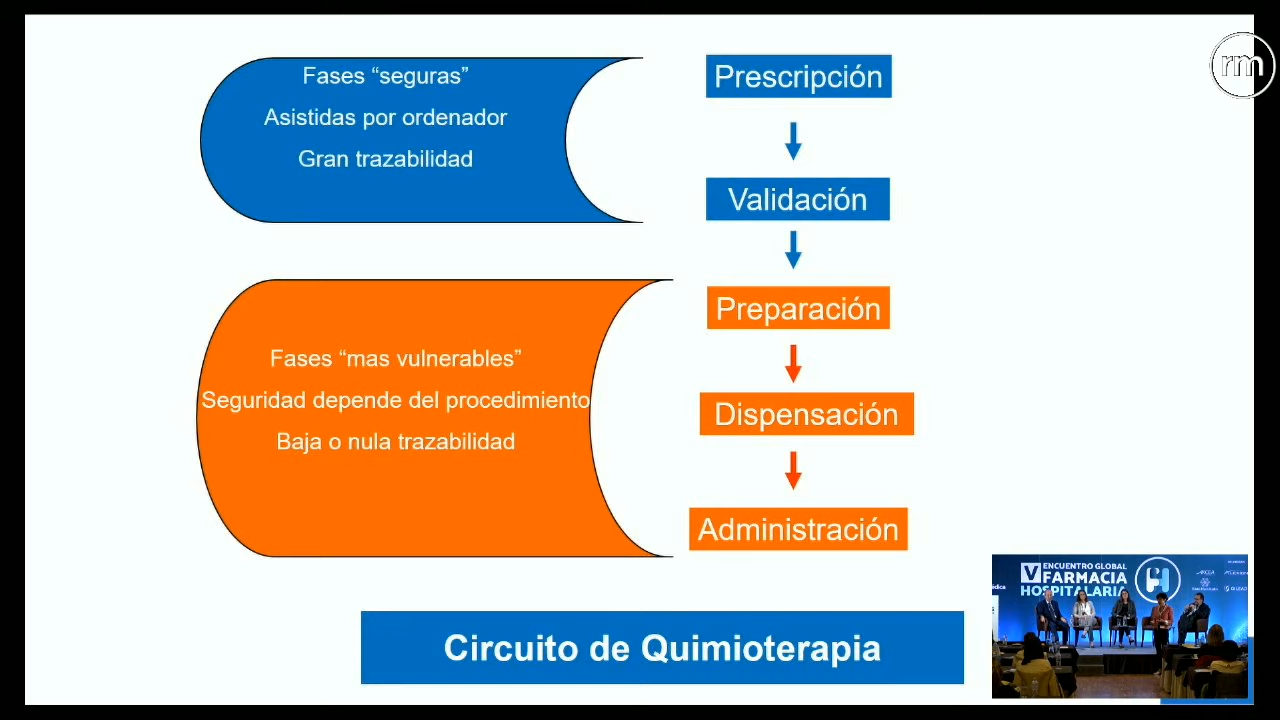 Fases “seguras”
Asistidas por ordenador
Gran trazabilidad
Prescripción
Validación
Fases “mas vulnerables”
Seguridad depende del procedimiento
Baja o nula trazabilidad
Preparación
Dispensación
Administración
Circuito de Quimioterapia
rm
V ENCUENTRO GLOBAL
FARMACIA
HOSPITALARIA